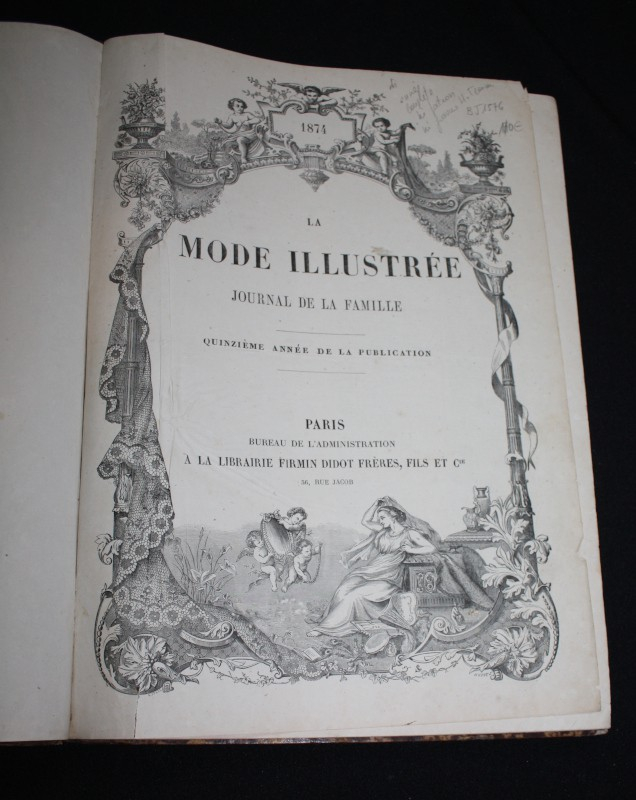 1874
LA
MODE ILLUSTRÉE
JOURNAL DE LA FAMILLE
QUINZIÈME ANNÉE DE LA PUBLICATION
PARIS
BUREAU DE L'ADMINISTRATION
A LA LIBRAIRIE FIRMIN DIDOT FRÈRES, FILS ET Cie
56, RUE JACOB